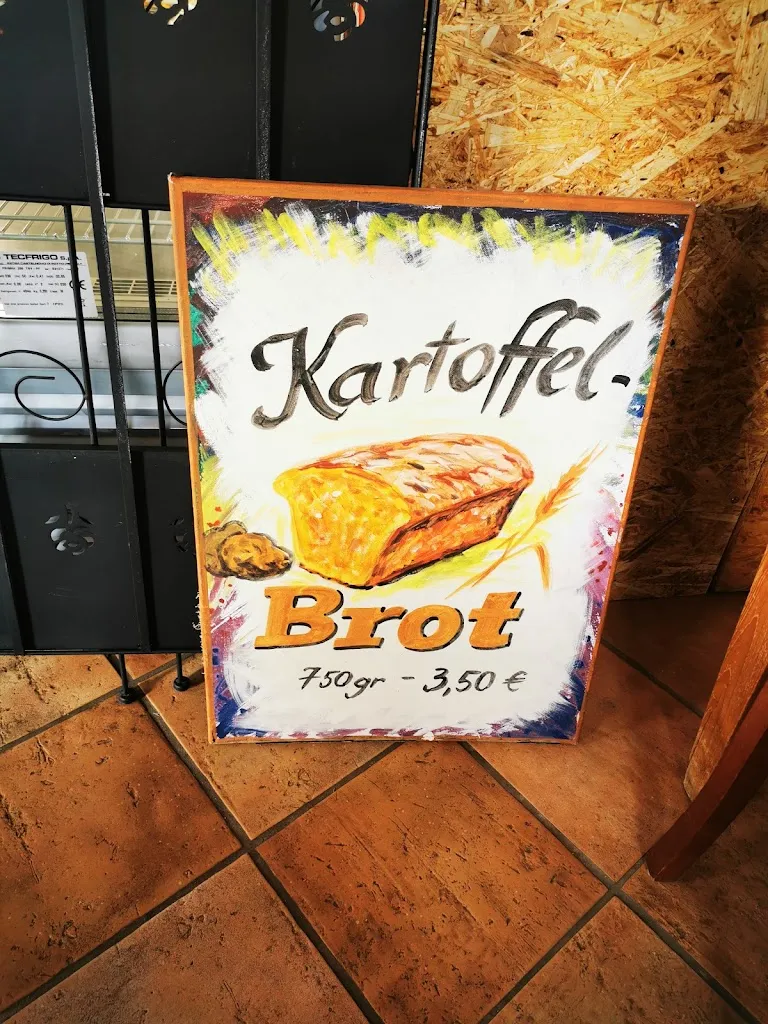 TECFRIGO S.p.A.
Kartoffel-
Brot
750gr - 3,50 €